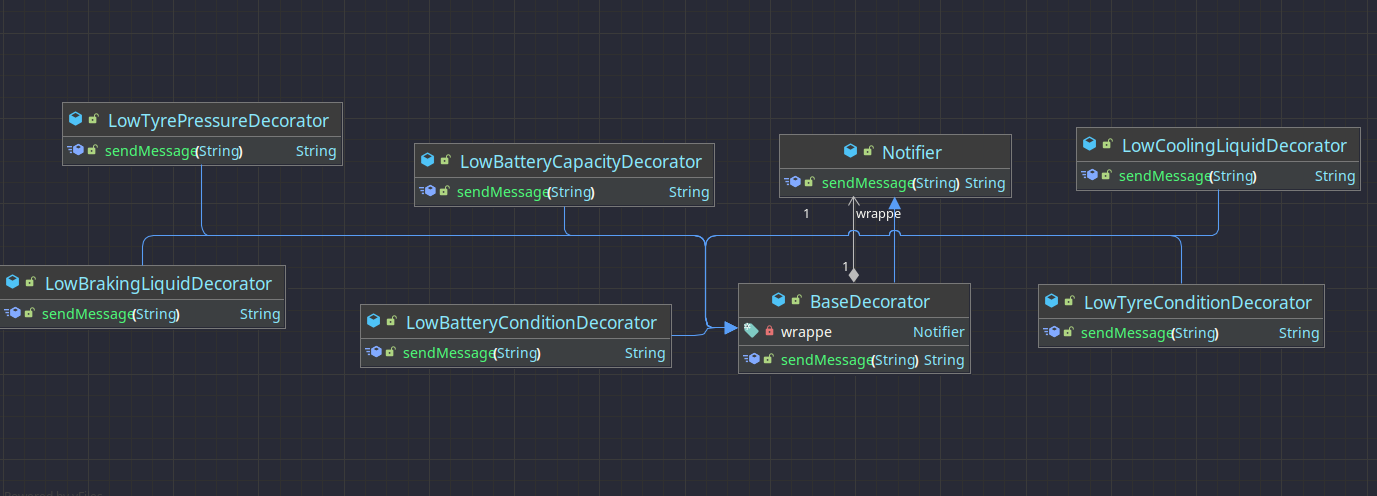 LowTyrePressureDecorator
sendMessage(String) String
LowBatteryCapacityDecorator
sendMessage(String) String
Notifier
sendMessage(String) String
LowCoolingLiquidDecorator
sendMessage(String) String
1
wrappe
1
LowBrakingLiquidDecorator
sendMessage(String) String
LowBatteryConditionDecorator
sendMessage(String) String
BaseDecorator
wrappe Notifier
sendMessage(String) String
LowTyreConditionDecorator
sendMessage(String) String